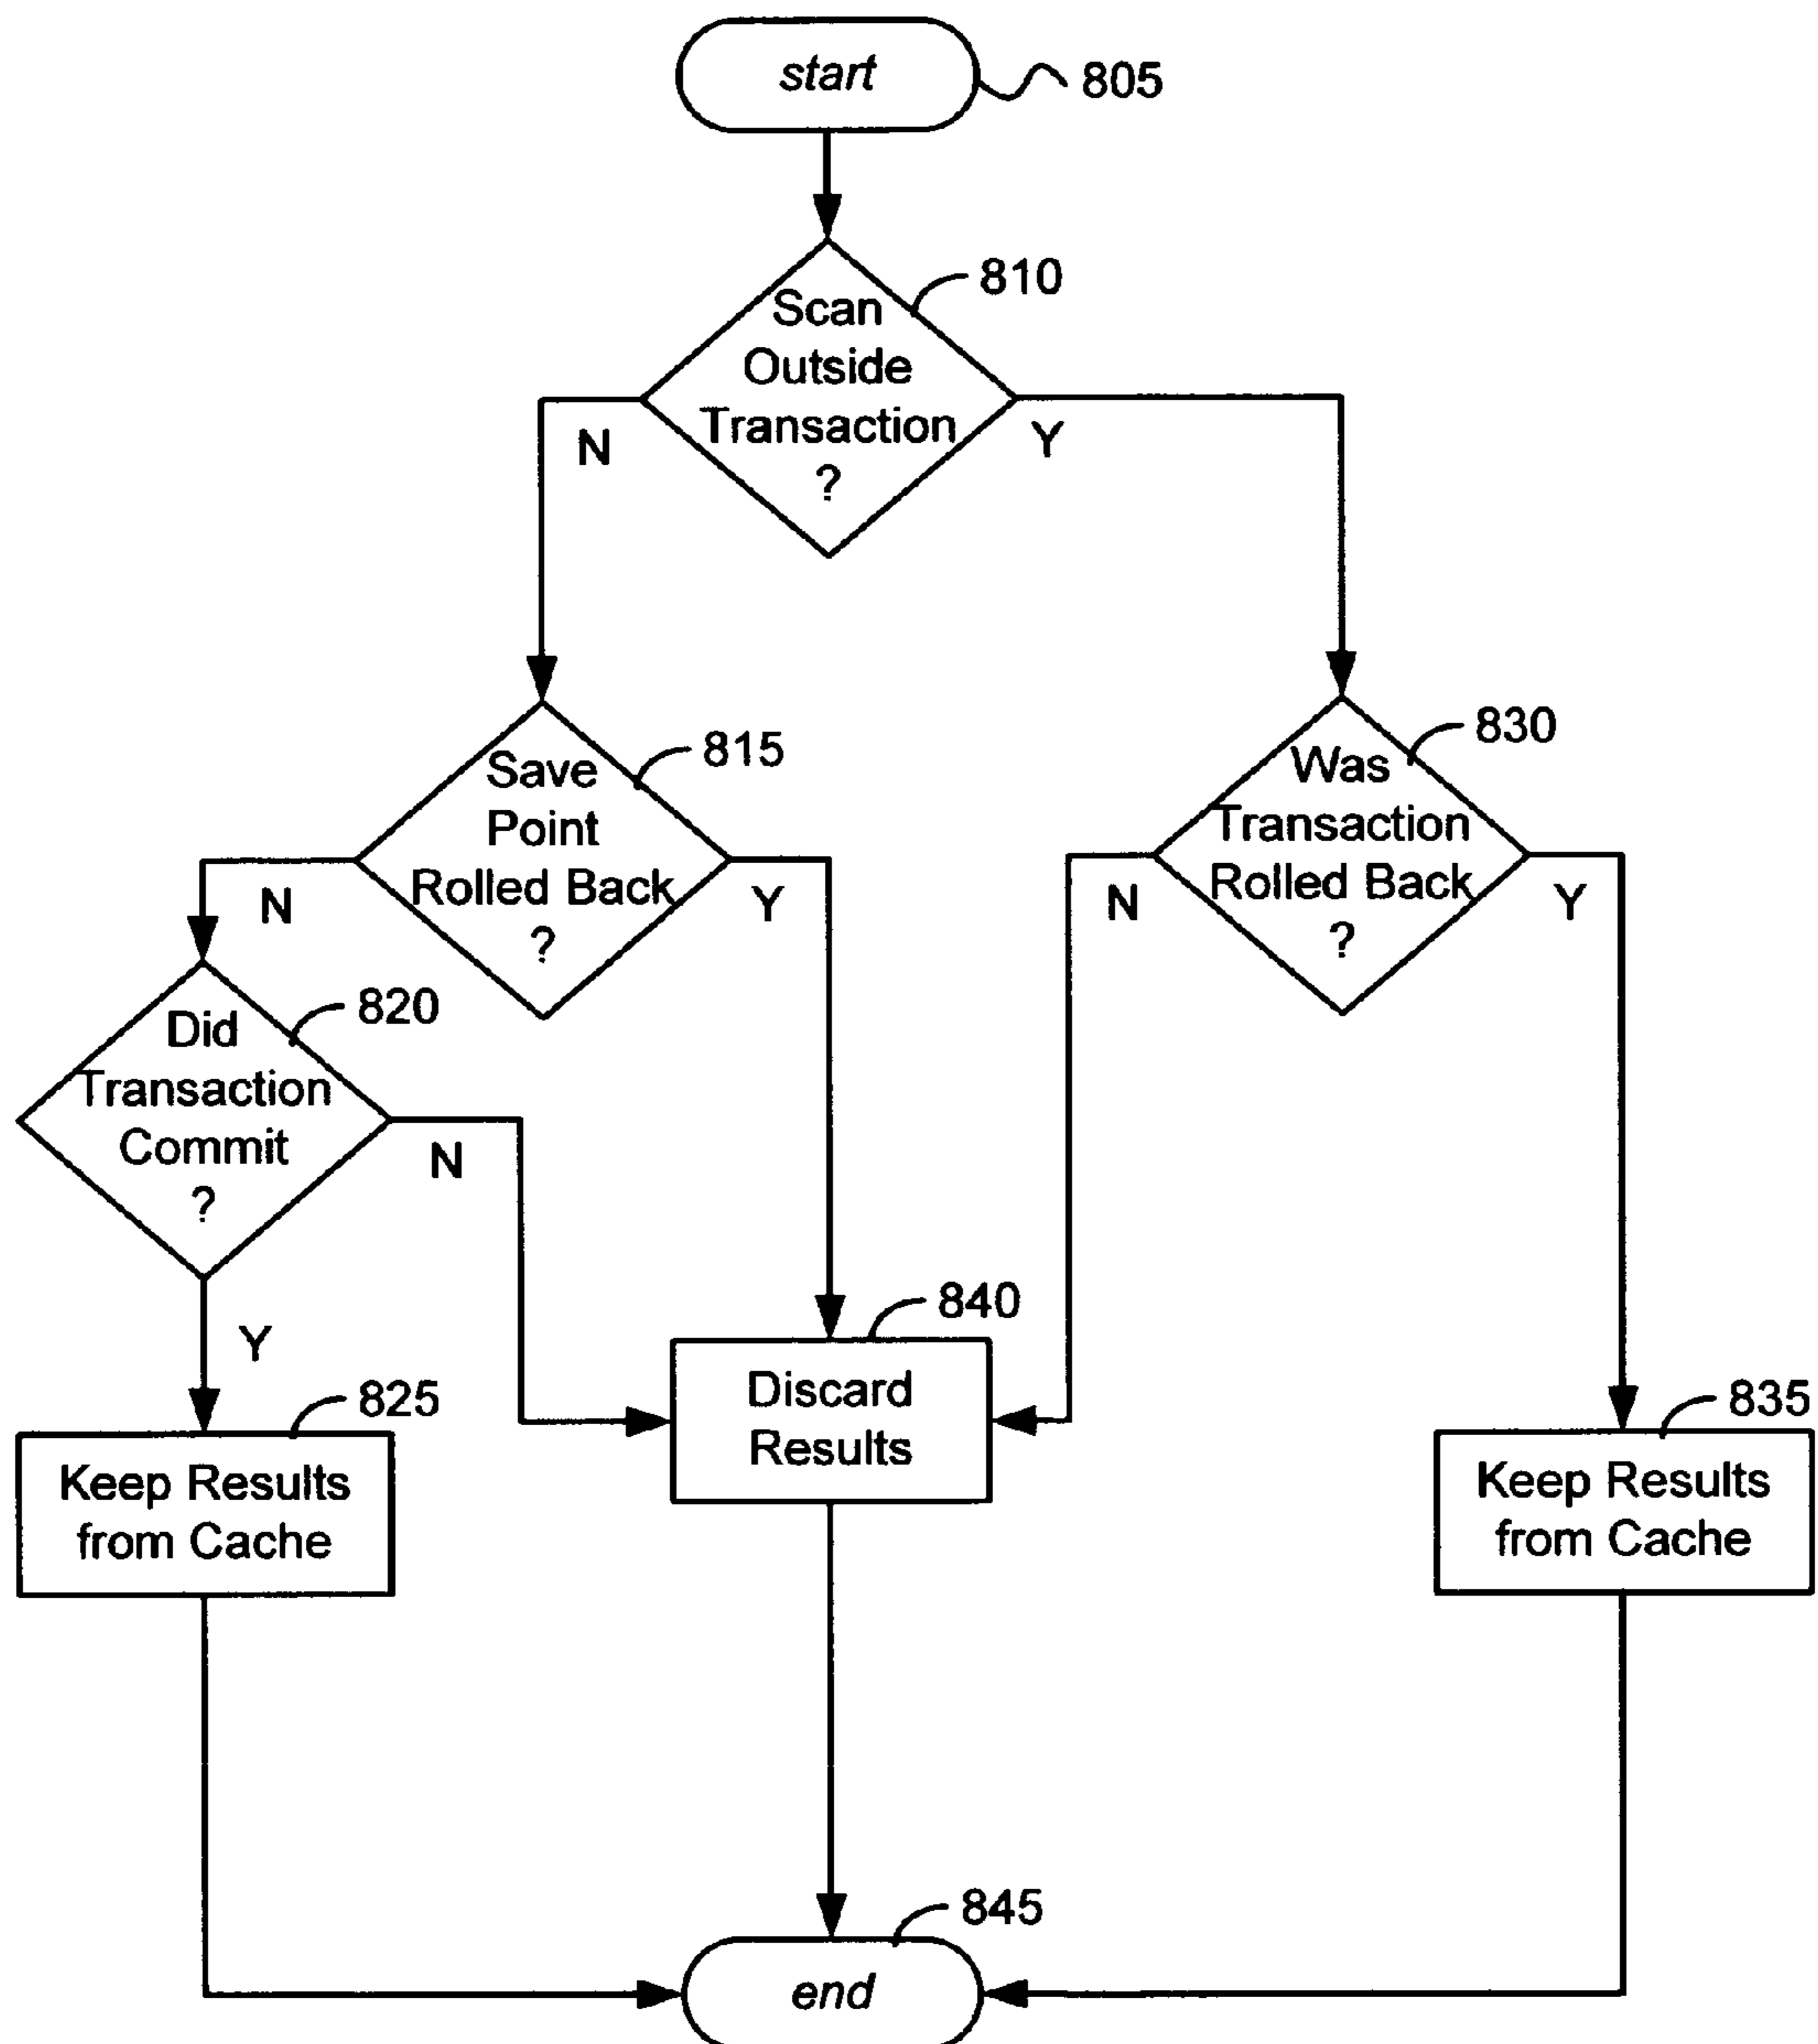 start
805
810
Scan
Outside
Transaction
?
N
Y
815
Save
Point
Rolled Back
?
N
Y
830
Was
Transaction
Rolled Back
?
N
Y
820
Did
Transaction
Commit
?
N
Y
825
Keep Results
from Cache
840
Discard
Results
835
Keep Results
from Cache
845
end